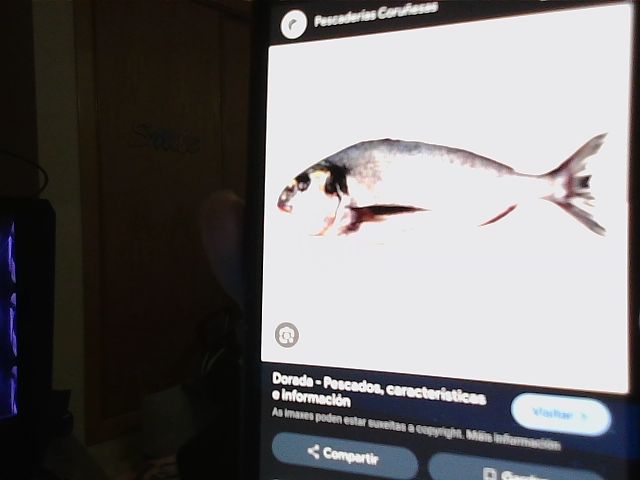 Pescaderías Coruñesas
Dorada - Pescados, características
e información
As imaxes poden estar suxeitas a copyright. Máis información
Visitar >
Compartir